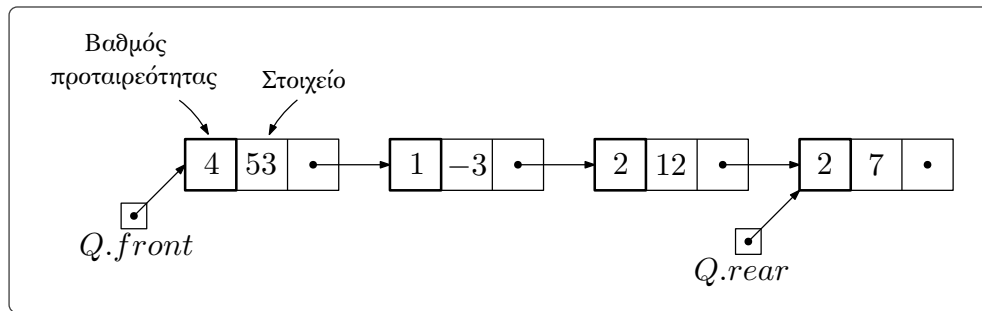 Βαθμός
προταιρεότητας
Στοιχείο
4 53
1 −3
2 12
2 7
Q.front
Q.rear